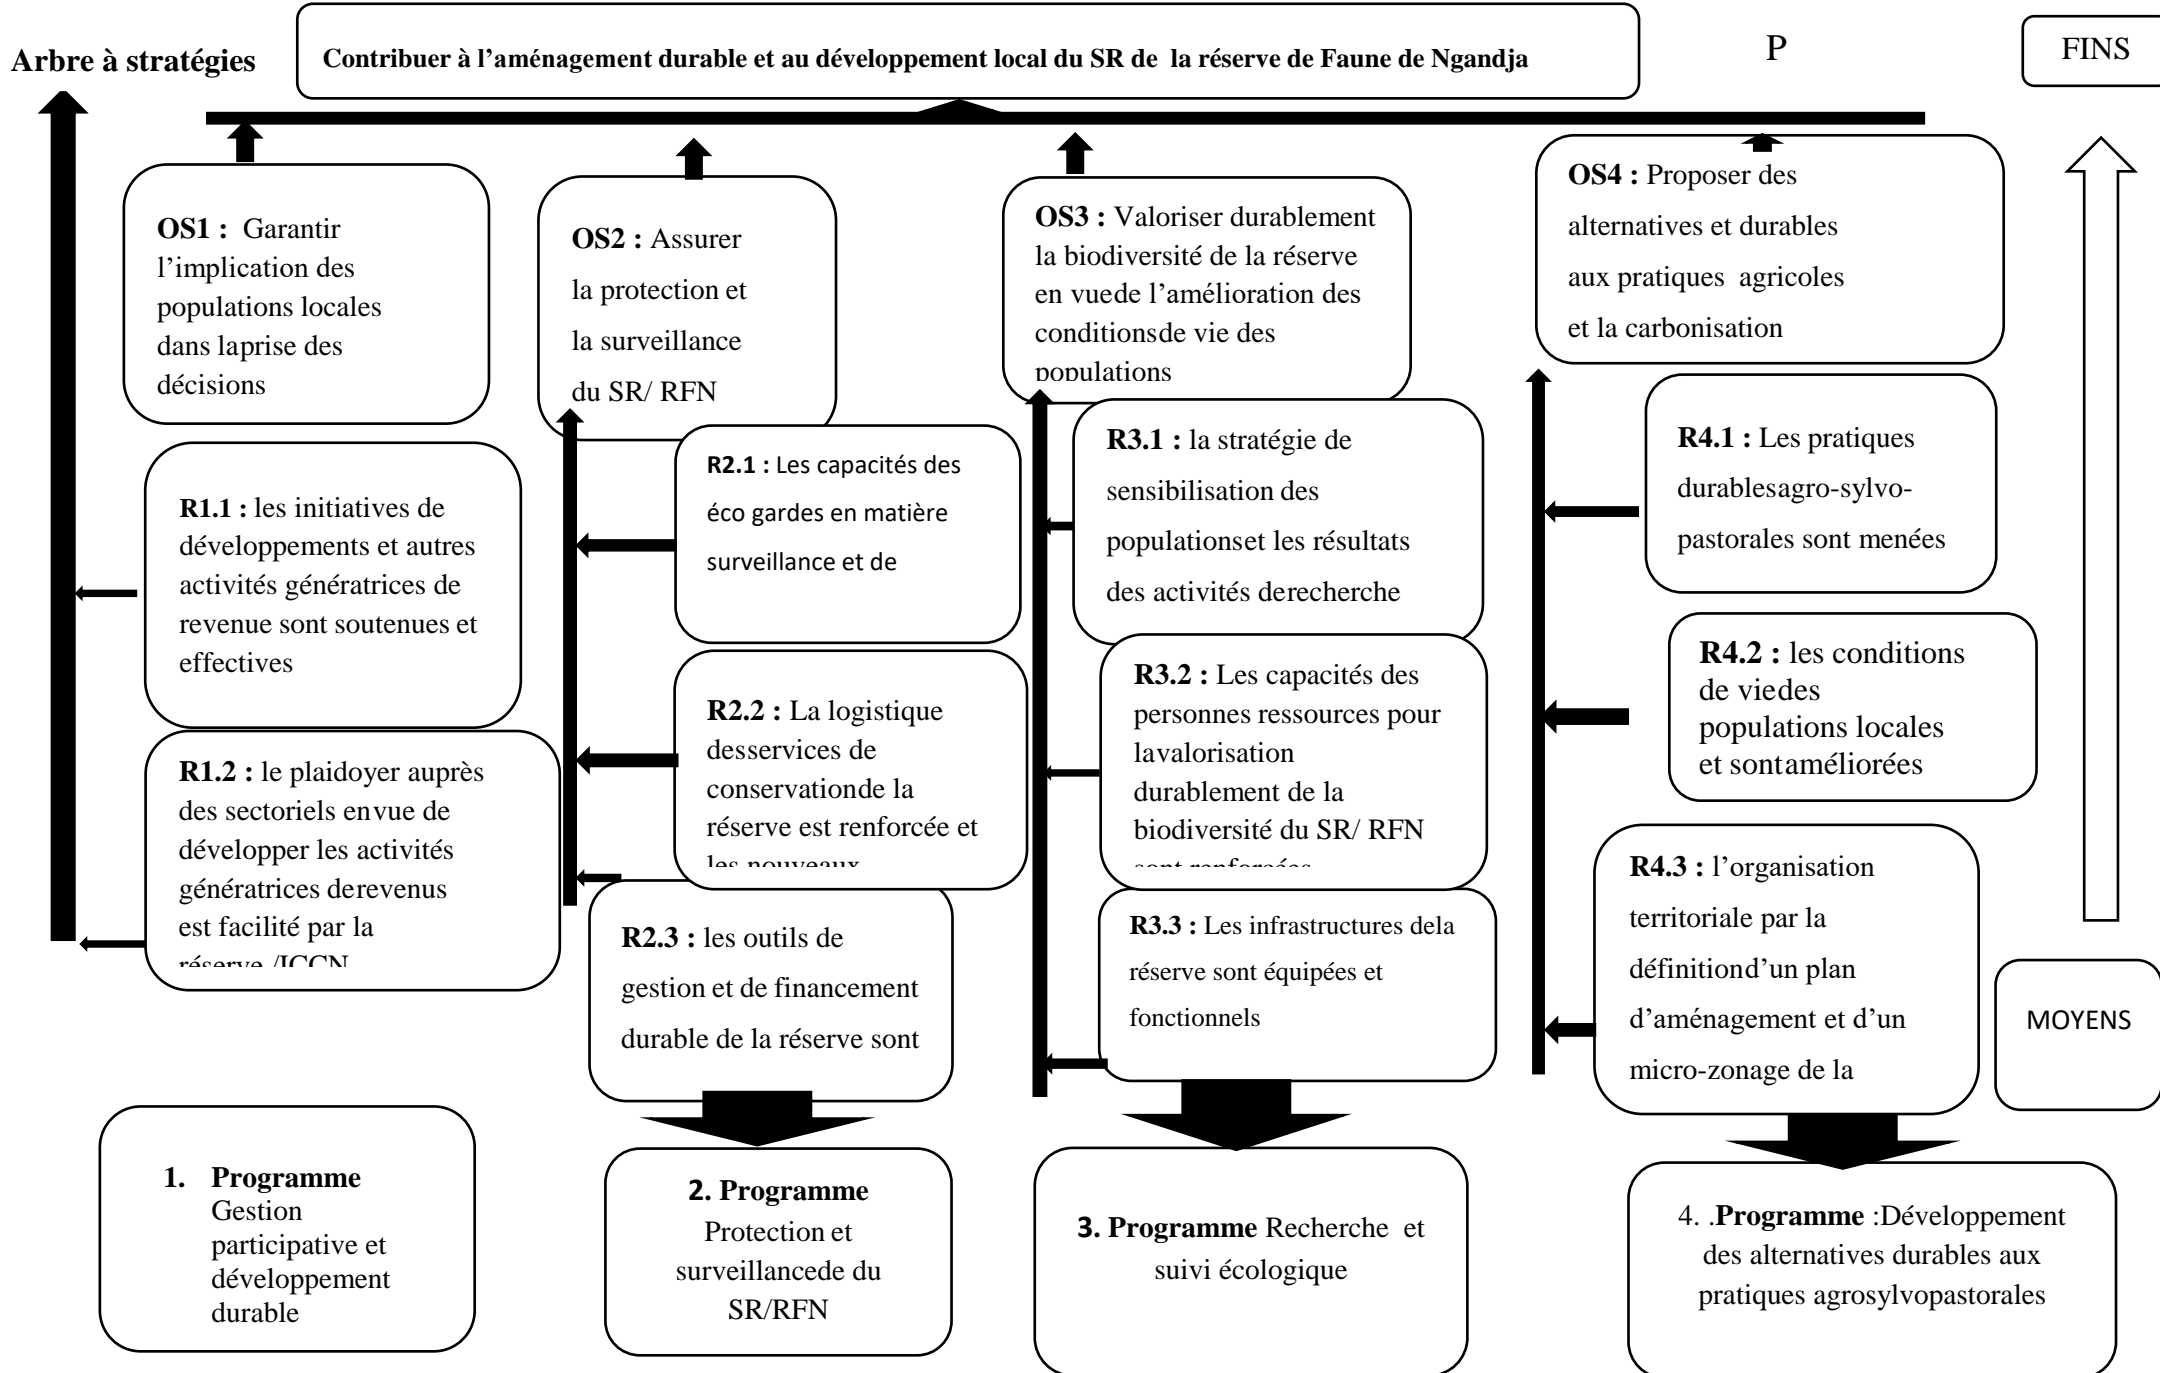 Arbre à stratégies
Contribuer à l’aménagement durable et au développement local du SR de la réserve de Faune de Ngandja
P
FINS
OS1 : Garantir
l’implication des
populations locales
dans laprise des
décisions
OS2 : Assurer
la protection et
la surveillance
du SR/ RFN
OS3 : Valoriser durablement
la biodiversité de la réserve
en vuede l’amélioration des
conditionsde vie des
populations
OS4 : Proposer des
alternatives et durables
aux pratiques agricoles
et la carbonisation
R1.1 : les initiatives de
développements et autres
activités génératrices de
revenue sont soutenues et
effectives
R1.2 : le plaidoyer auprès
des sectoriels envue de
développer les activités
génératrices derevenus
est facilité par la
réserve /ICCN
R2.1 : Les capacités des
éco gardes en matière
surveillance et de
R2.2 : La logistique
desservices de
conservationde la
réserve est renforcée et
les nouveaux
R2.3 : les outils de
gestion et de financement
durable de la réserve sont
R3.1 : la stratégie de
sensibilisation des
populationset les résultats
des activités derecherche
R3.2 : Les capacités des
personnes ressources pour
lavalorisation
durablement de la
biodiversité du SR/ RFN
sont renforcées
R3.3 : Les infrastructures dela
réserve sont équipées et
fonctionnels
R4.1 : Les pratiques
durablesagro-sylvo-
pastorales sont menées
R4.2 : les conditions
de viedes
populations locales
et sontaméliorées
R4.3 : l’organisation
territoriale par la
définitiond’un plan
d’aménagement et d’un
micro-zonage de la
MOYENS
1. Programme
Gestion
participative et
développement
durable
2. Programme
Protection et
surveillancede du
SR/RFN
3. Programme Recherche et
suivi écologique
4. .Programme :Développement
des alternatives durables aux
pratiques agrosylvopastorales